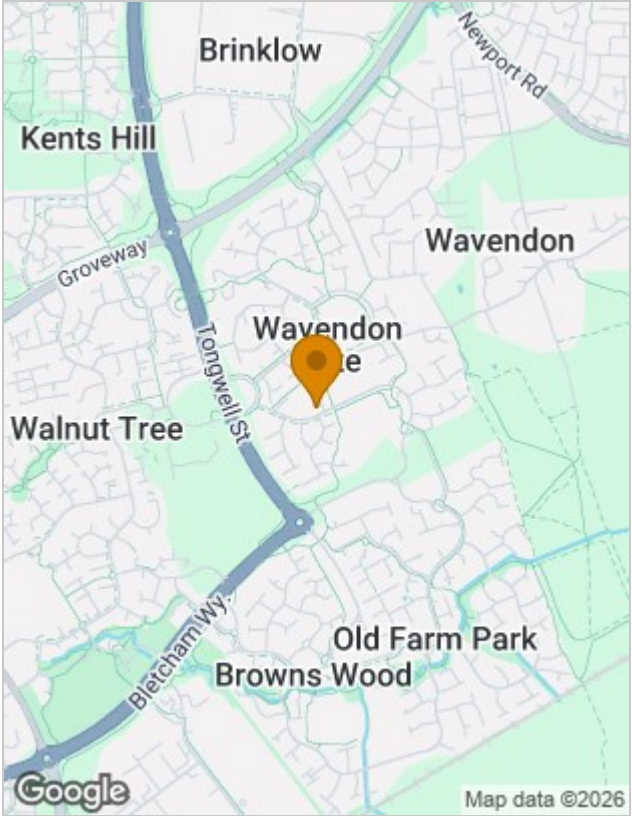 Brinklow
Newport Rd
Kents Hill
Wavendon
Groveway
Wavendon
Tongwell St
Walnut Tree
Old Farm Park
Browns Wood
Bletcham Wy
Google
Map data ©2026